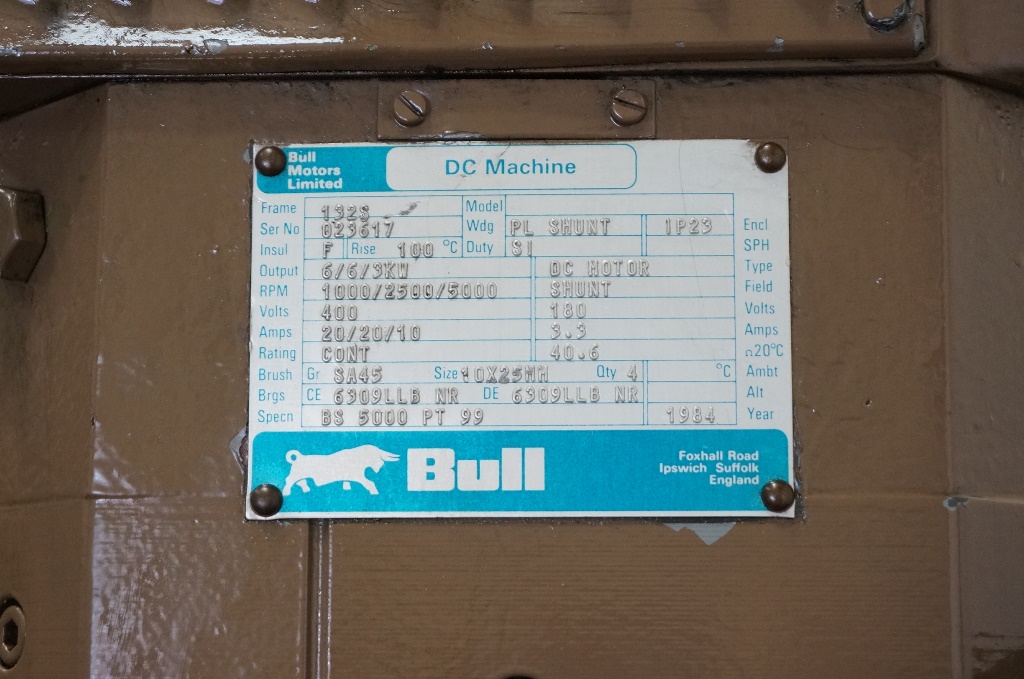 Bull
Motors
Limited
DC Machine
Frame 132S Model
Ser No 023617 Wdg PL SHUNT IP23 Encl
Insul F Rise 100 °C Duty S1 SPH
Output 6/6/3KW DC MOTOR Type
RPM 1000/2500/5000 SHUNT Field
Volts 400 180 Volts
Amps 20/20/10 3.3 Amps
Rating CONT 40.6 Ω20°C
Brush Gr SA45 Size 10X25MM Qty 4 °C Ambt
Brgs CE 6309LLB NR DE 6309LLB NR Alt
Specn BS 5000 PT 99 1984 Year
Bull
Foxhall Road
Ipswich Suffolk
England